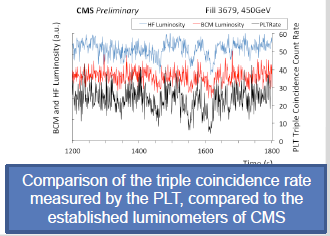 CMS Preliminary Fill 3679, 450GeV
HF Luminosity BCM Luminosity PLTRate
BCM and HF Luminosity (a.u.)
60
50
40
30
20
10
0
PLT Triple Coincidence Count Rate
1200 1400 1600 1800
Time (s)
Comparison of the triple coincidence rate
measured by the PLT, compared to the
established luminometers of CMS